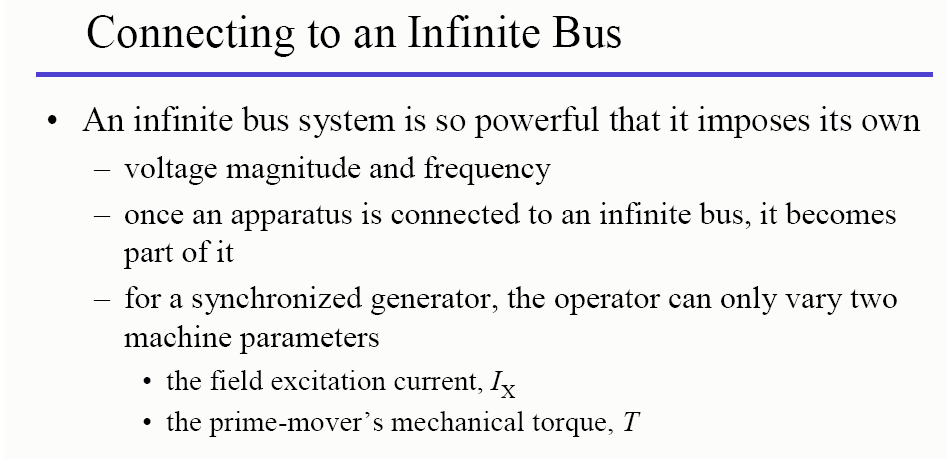 Connecting to an Infinite Bus
• An infinite bus system is so powerful that it imposes its own
– voltage magnitude and frequency
– once an apparatus is connected to an infinite bus, it becomes
part of it
– for a synchronized generator, the operator can only vary two
machine parameters
• the field excitation current, IX
• the prime-mover's mechanical torque, T